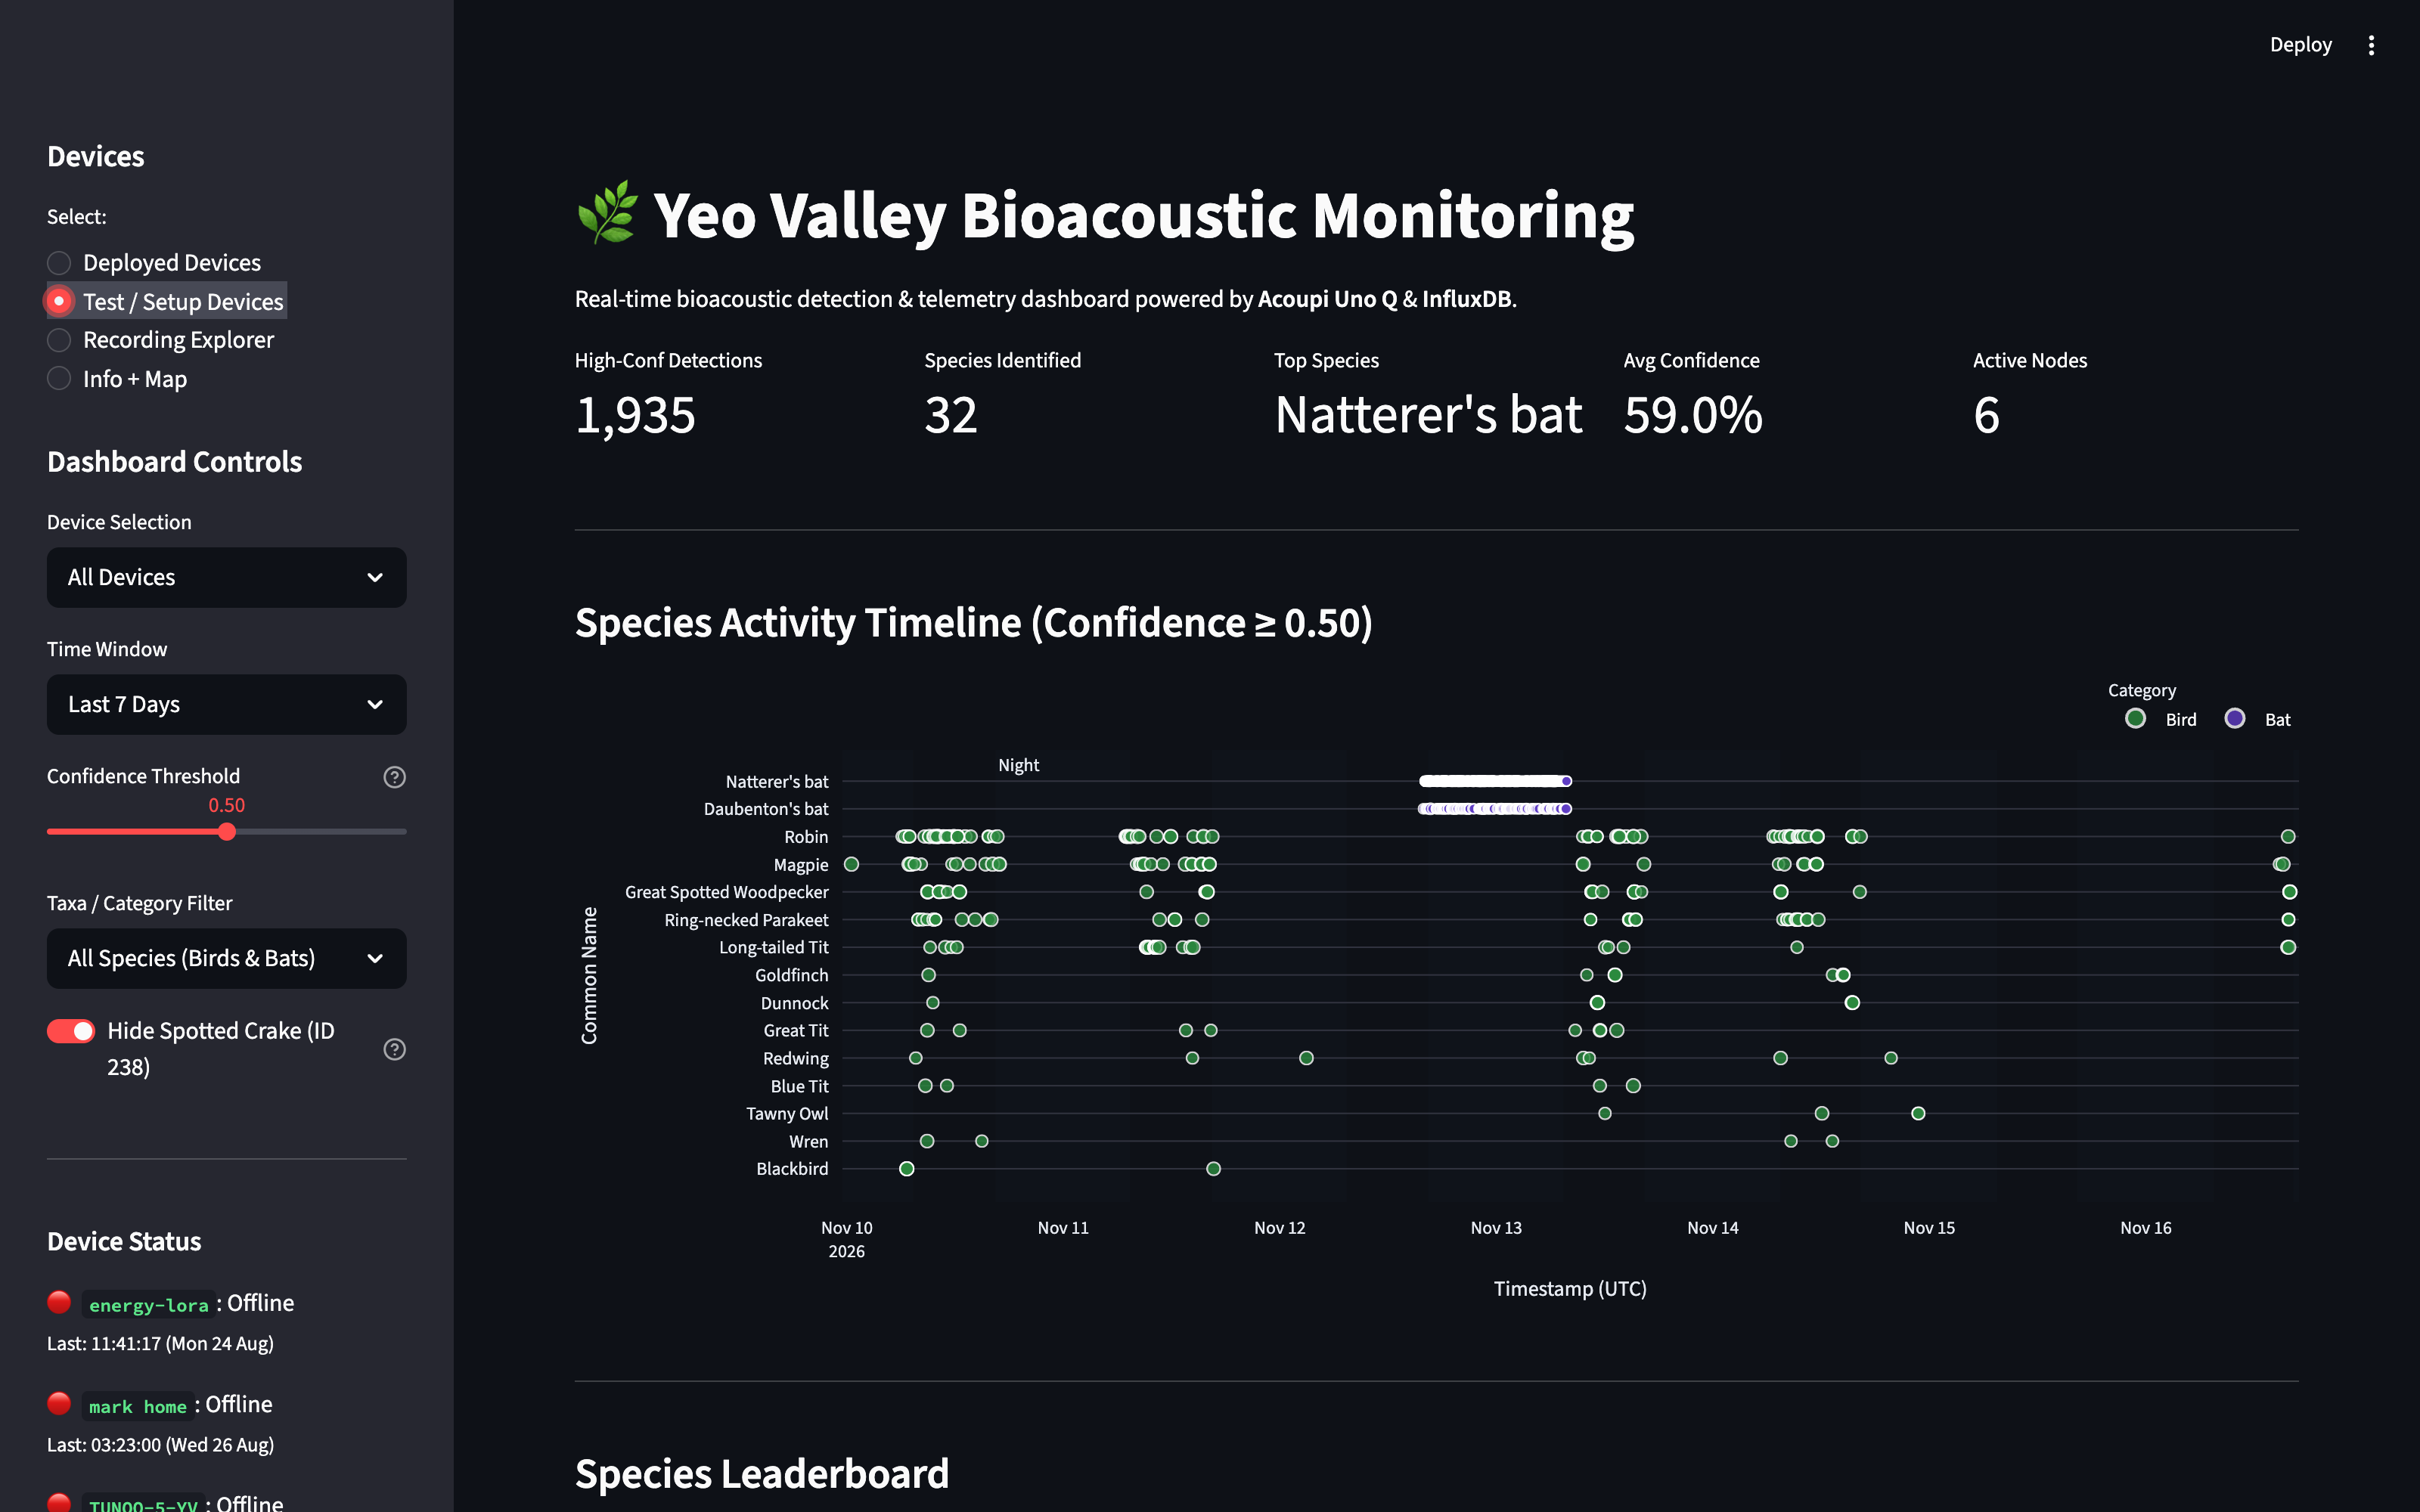 Deploy
Devices
Select:
Deployed Devices
Test / Setup Devices
Recording Explorer
Info + Map
Dashboard Controls
Device Selection
All Devices
Time Window
Last 7 Days
Confidence Threshold
0.50
Taxa / Category Filter
All Species (Birds & Bats)
Hide Spotted Crake (ID
238)
Device Status
energy-lora : Offline
Last: 11:41:17 (Mon 24 Aug)
mark home : Offline
Last: 03:23:00 (Wed 26 Aug)
TUNOQ-5-YV : Offline
Yeo Valley Bioacoustic Monitoring
Real-time bioacoustic detection & telemetry dashboard powered by Acoupi Uno Q & InfluxDB.
High-Conf Detections
1,935
Species Identified
32
Top Species
Natterer's bat
Avg Confidence
59.0%
Active Nodes
6
Species Activity Timeline (Confidence ≥ 0.50)
Category
Bird
Bat
Night
Common Name
Natterer's bat
Daubenton's bat
Robin
Magpie
Great Spotted Woodpecker
Ring-necked Parakeet
Long-tailed Tit
Goldfinch
Dunnock
Great Tit
Redwing
Blue Tit
Tawny Owl
Wren
Blackbird
Nov 10
2026
Nov 11
Nov 12
Nov 13
Nov 14
Nov 15
Nov 16
Timestamp (UTC)
Species Leaderboard